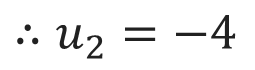 ∴ u₂ = −4